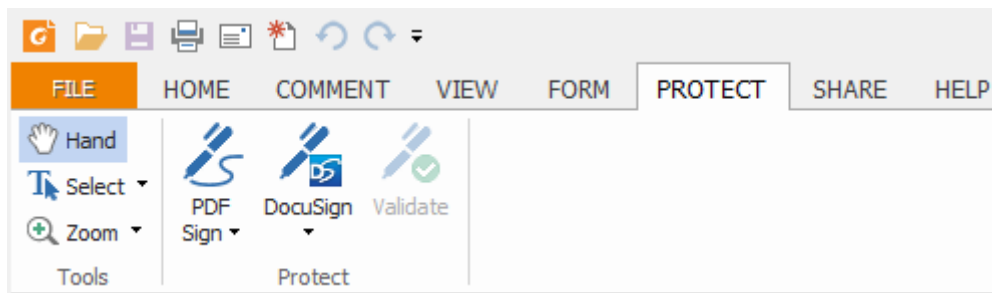 FILE HOME COMMENT VIEW FORM PROTECT SHARE HELP
Hand
Select
Zoom
Tools
PDF Sign
DocuSign
Validate
Protect